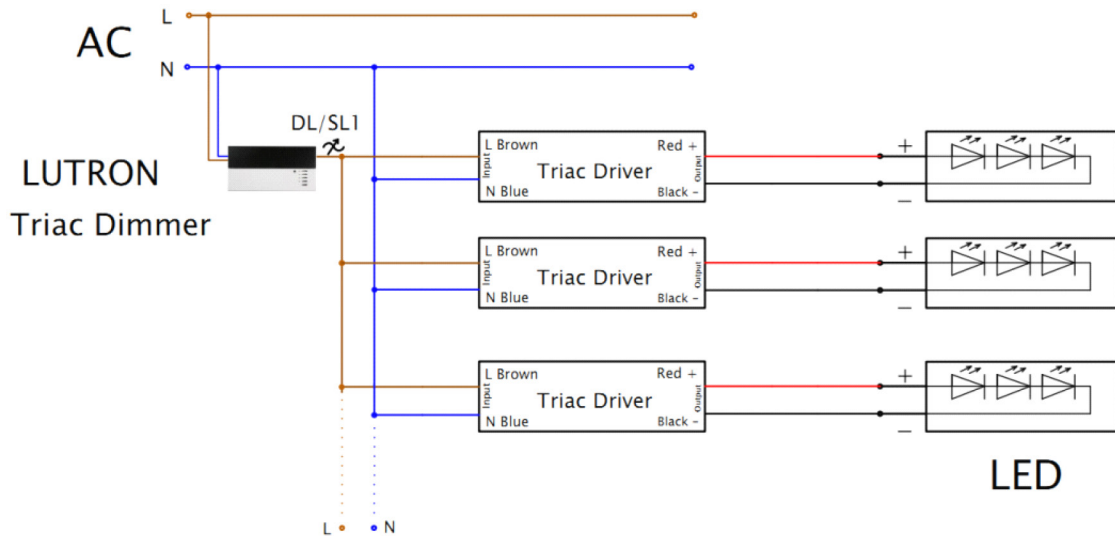 L
AC
N
DL/SL1
LUTRON
Triac Dimmer
L Brown
Input
N Blue
Triac Driver
Red +
Output
Black -
+
−
L Brown
Input
N Blue
Triac Driver
Red +
Output
Black -
+
−
L Brown
Input
N Blue
Triac Driver
Red +
Output
Black -
+
−
LED
L
N